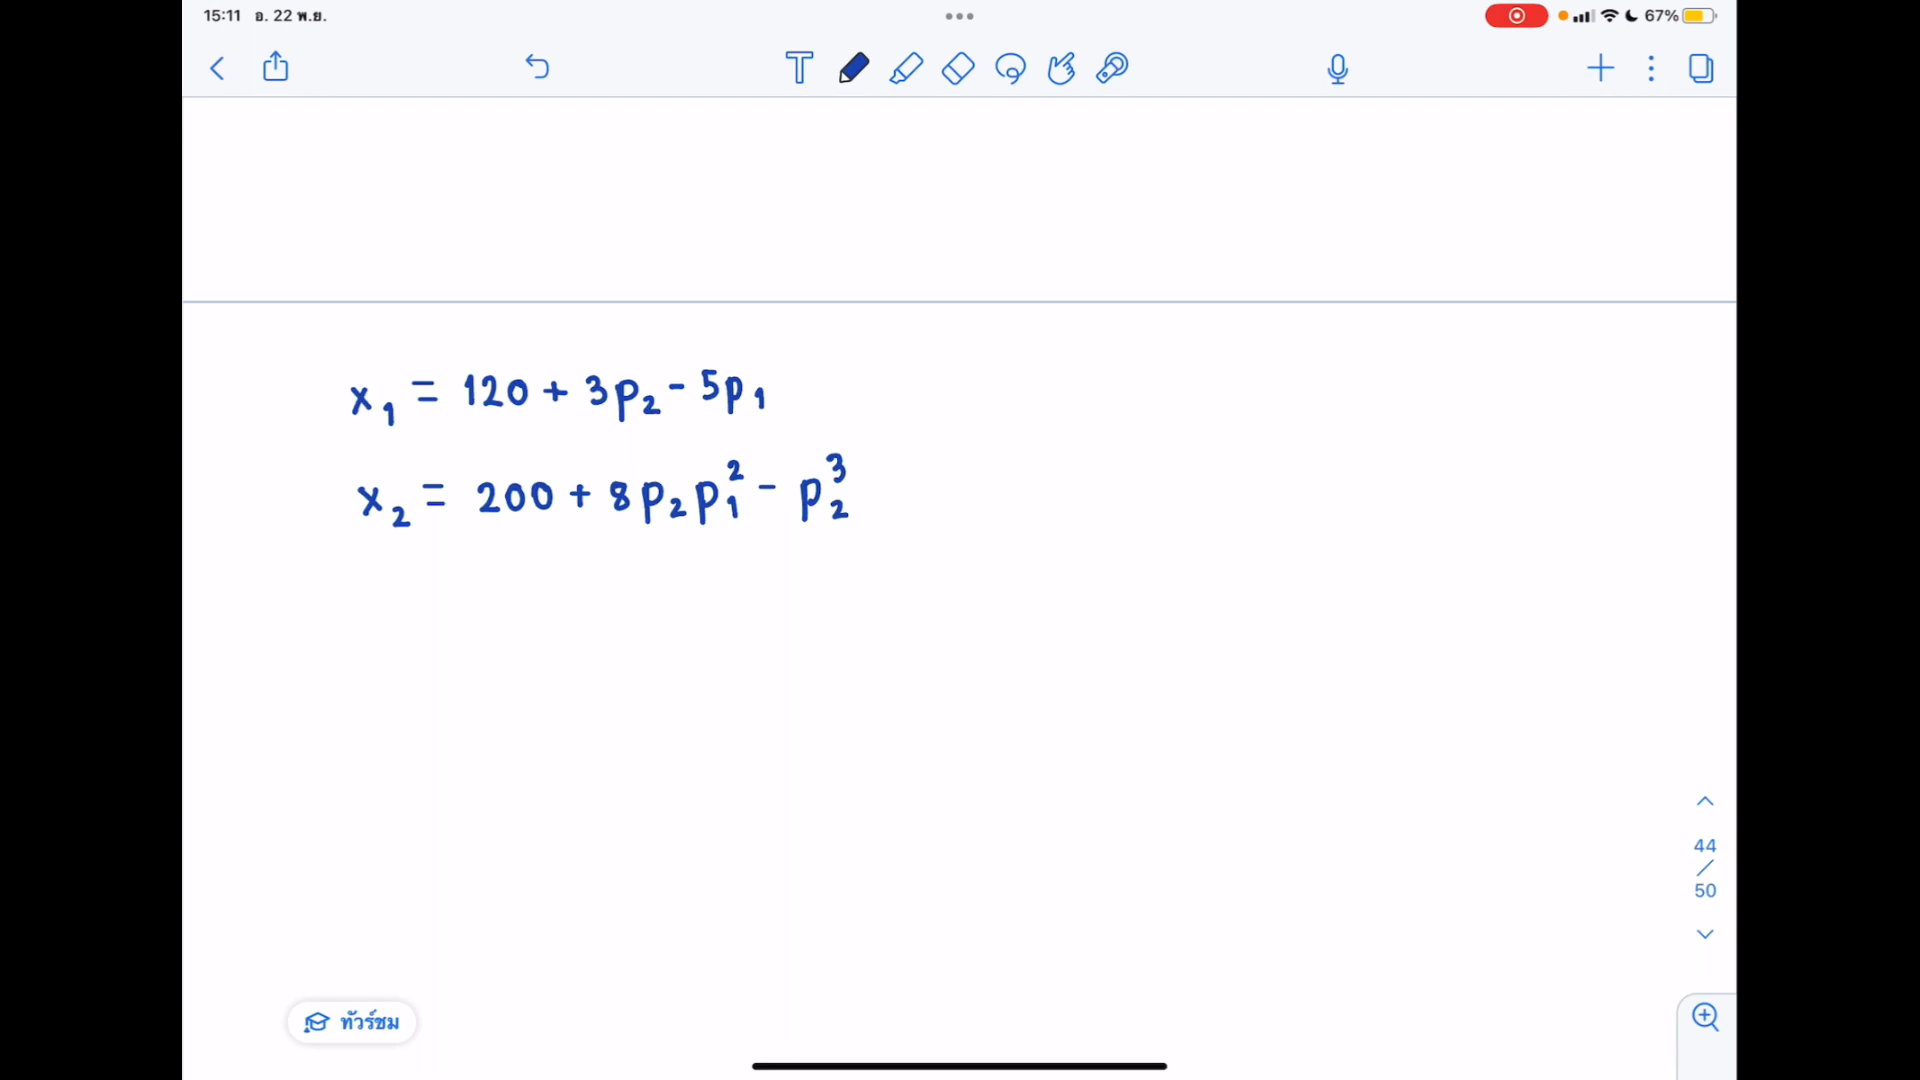 15:11 อ. 22 พ.ย.
67%
T
x₁ = 120 + 3p₂ - 5p₁
x₂ = 200 + 8p₂p₁² - p₂³
44
/
50
ทัวร์ชม